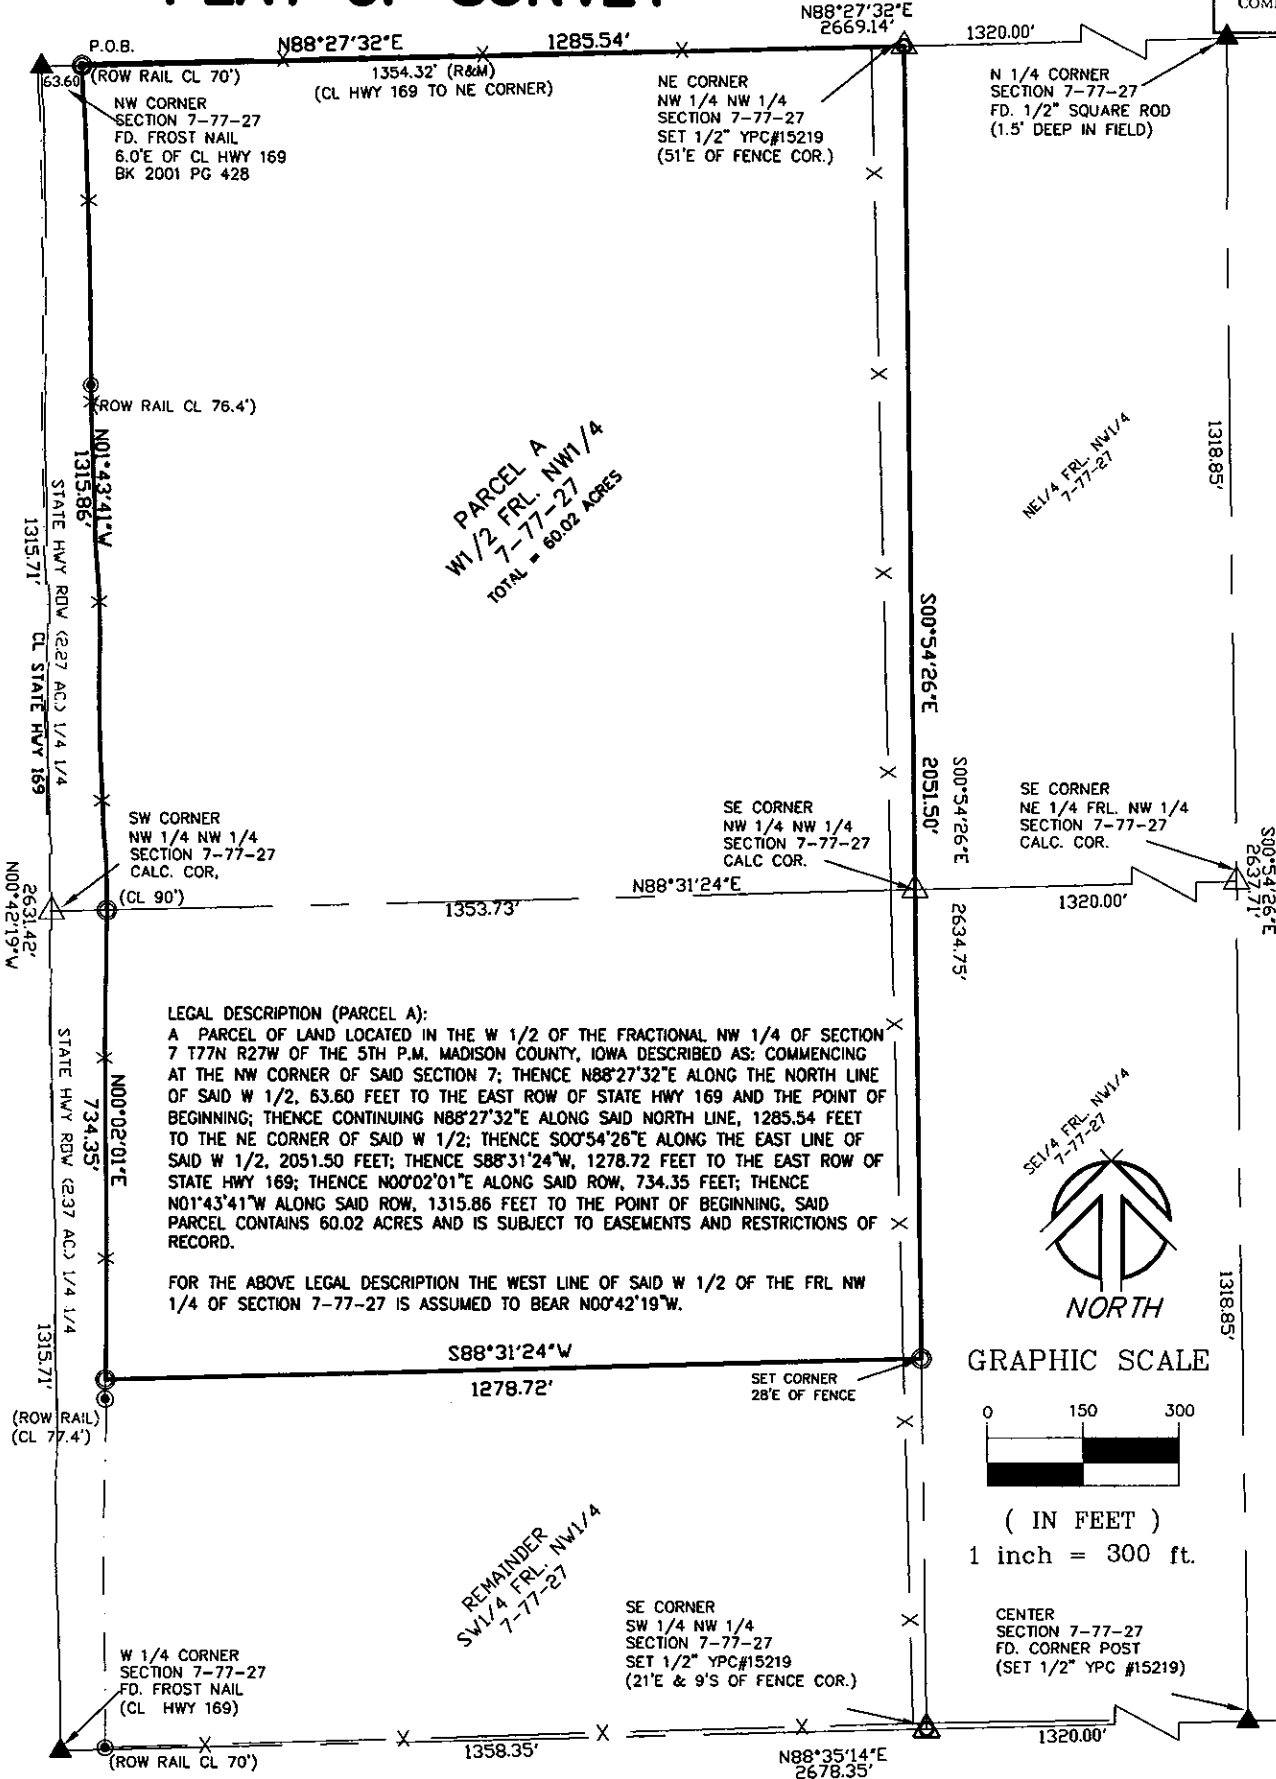 PLAT OF SURVEY
N88°27'32"E
2669.14'
P.O.B.
N88°27'32"E
1285.54'
1320.00'
63.60
(ROW RAIL CL 70')
1354.32' (R&M)
(CL HWY 169 TO NE CORNER)
NW CORNER
SECTION 7-77-27
FD. FROST NAIL
6.0'E OF CL HWY 169
BK 2001 PG 428
NE CORNER
NW 1/4 NW 1/4
SECTION 7-77-27
SET 1/2" YPC#15219
(51'E OF FENCE COR.)
N 1/4 CORNER
SECTION 7-77-27
FD. 1/2" SQUARE ROD
(1.5' DEEP IN FIELD)
(ROW RAIL CL 76.4')
N01°43'41"W
1315.86'
STATE HWY ROW (2.27 AC.) 1/4 1/4
1315.71'
CL STATE HWY 169
PARCEL A
W1/2 FRL. NW1/4
7-77-27
TOTAL = 60.02 ACRES
NE1/4 FRL. NW1/4
7-77-27
1318.85'
S00°54'26"E
2051.50'
S00°54'26"E
2634.75'
SW CORNER
NW 1/4 NW 1/4
SECTION 7-77-27
CALC. COR,
SE CORNER
NW 1/4 NW 1/4
SECTION 7-77-27
CALC COR.
SE CORNER
NE 1/4 FRL. NW 1/4
SECTION 7-77-27
CALC. COR.
S00°54'26"E
2637.71'
2631.42'
N00°42'19"W
(CL 90')
N88°31'24"E
1353.73'
1320.00'
LEGAL DESCRIPTION (PARCEL A):
A PARCEL OF LAND LOCATED IN THE W 1/2 OF THE FRACTIONAL NW 1/4 OF SECTION
7 T77N R27W OF THE 5TH P.M. MADISON COUNTY, IOWA DESCRIBED AS: COMMENCING
AT THE NW CORNER OF SAID SECTION 7; THENCE N88°27'32"E ALONG THE NORTH LINE
OF SAID W 1/2, 63.60 FEET TO THE EAST ROW OF STATE HWY 169 AND THE POINT OF
BEGINNING; THENCE CONTINUING N88°27'32"E ALONG SAID NORTH LINE, 1285.54 FEET
TO THE NE CORNER OF SAID W 1/2; THENCE S00°54'26"E ALONG THE EAST LINE OF
SAID W 1/2, 2051.50 FEET; THENCE S88°31'24"W, 1278.72 FEET TO THE EAST ROW OF
STATE HWY 169; THENCE N00°02'01"E ALONG SAID ROW, 734.35 FEET; THENCE
N01°43'41"W ALONG SAID ROW, 1315.86 FEET TO THE POINT OF BEGINNING, SAID
PARCEL CONTAINS 60.02 ACRES AND IS SUBJECT TO EASEMENTS AND RESTRICTIONS OF
RECORD.
FOR THE ABOVE LEGAL DESCRIPTION THE WEST LINE OF SAID W 1/2 OF THE FRL NW
1/4 OF SECTION 7-77-27 IS ASSUMED TO BEAR N00°42'19"W.
N00°02'01"E
734.35'
STATE HWY ROW (2.37 AC.) 1/4 1/4
1315.71'
SE1/4 FRL. NW1/4
7-77-27
NORTH
1318.85'
S88°31'24"W
1278.72'
SET CORNER
28'E OF FENCE
(ROW RAIL)
(CL 77.4')
GRAPHIC SCALE
0 150 300
( IN FEET )
1 inch = 300 ft.
REMAINDER
SW1/4 FRL. NW1/4
7-77-27
W 1/4 CORNER
SECTION 7-77-27
FD. FROST NAIL
(CL HWY 169)
SE CORNER
SW 1/4 NW 1/4
SECTION 7-77-27
SET 1/2" YPC#15219
(21'E & 9'S OF FENCE COR.)
CENTER
SECTION 7-77-27
FD. CORNER POST
(SET 1/2" YPC #15219)
(ROW RAIL CL 70')
1358.35'
N88°35'14"E
2678.35'
1320.00'